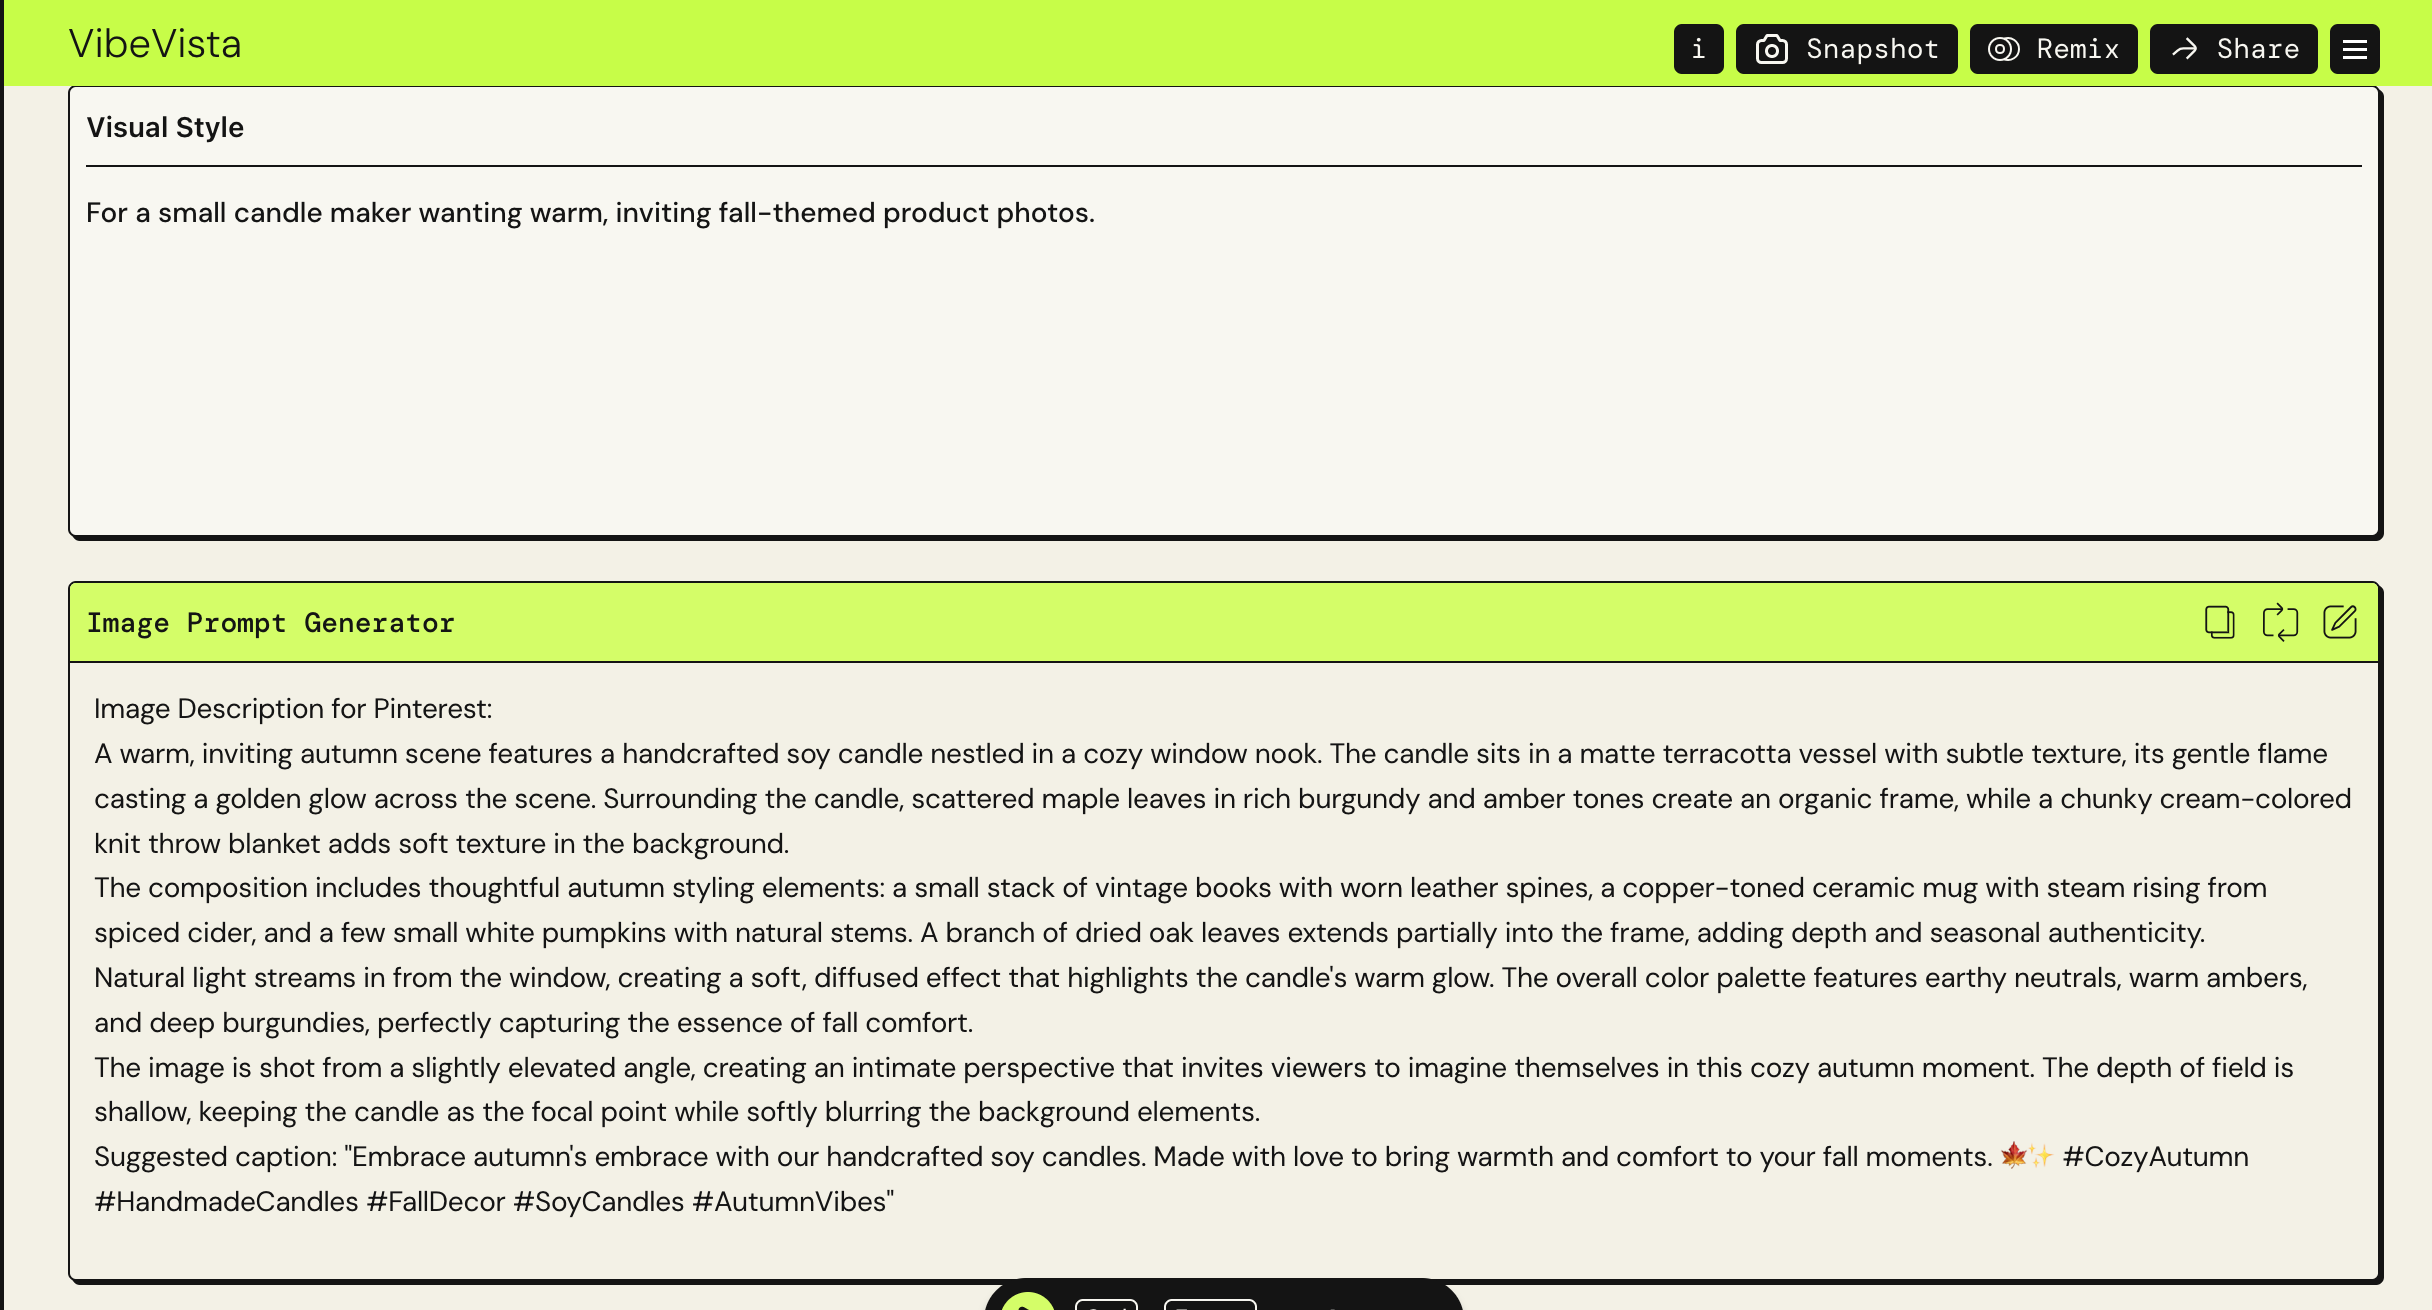 VibeVista
i
Snapshot
Remix
Share
Visual Style
For a small candle maker wanting warm, inviting fall-themed product photos.
Image Prompt Generator
Image Description for Pinterest:
A warm, inviting autumn scene features a handcrafted soy candle nestled in a cozy window nook. The candle sits in a matte terracotta vessel with subtle texture, its gentle flame
casting a golden glow across the scene. Surrounding the candle, scattered maple leaves in rich burgundy and amber tones create an organic frame, while a chunky cream-colored
knit throw blanket adds soft texture in the background.
The composition includes thoughtful autumn styling elements: a small stack of vintage books with worn leather spines, a copper-toned ceramic mug with steam rising from
spiced cider, and a few small white pumpkins with natural stems. A branch of dried oak leaves extends partially into the frame, adding depth and seasonal authenticity.
Natural light streams in from the window, creating a soft, diffused effect that highlights the candle's warm glow. The overall color palette features earthy neutrals, warm ambers,
and deep burgundies, perfectly capturing the essence of fall comfort.
The image is shot from a slightly elevated angle, creating an intimate perspective that invites viewers to imagine themselves in this cozy autumn moment. The depth of field is
shallow, keeping the candle as the focal point while softly blurring the background elements.
Suggested caption: "Embrace autumn's embrace with our handcrafted soy candles. Made with love to bring warmth and comfort to your fall moments. 🍁✨ #CozyAutumn
#HandmadeCandles #FallDecor #SoyCandles #AutumnVibes"